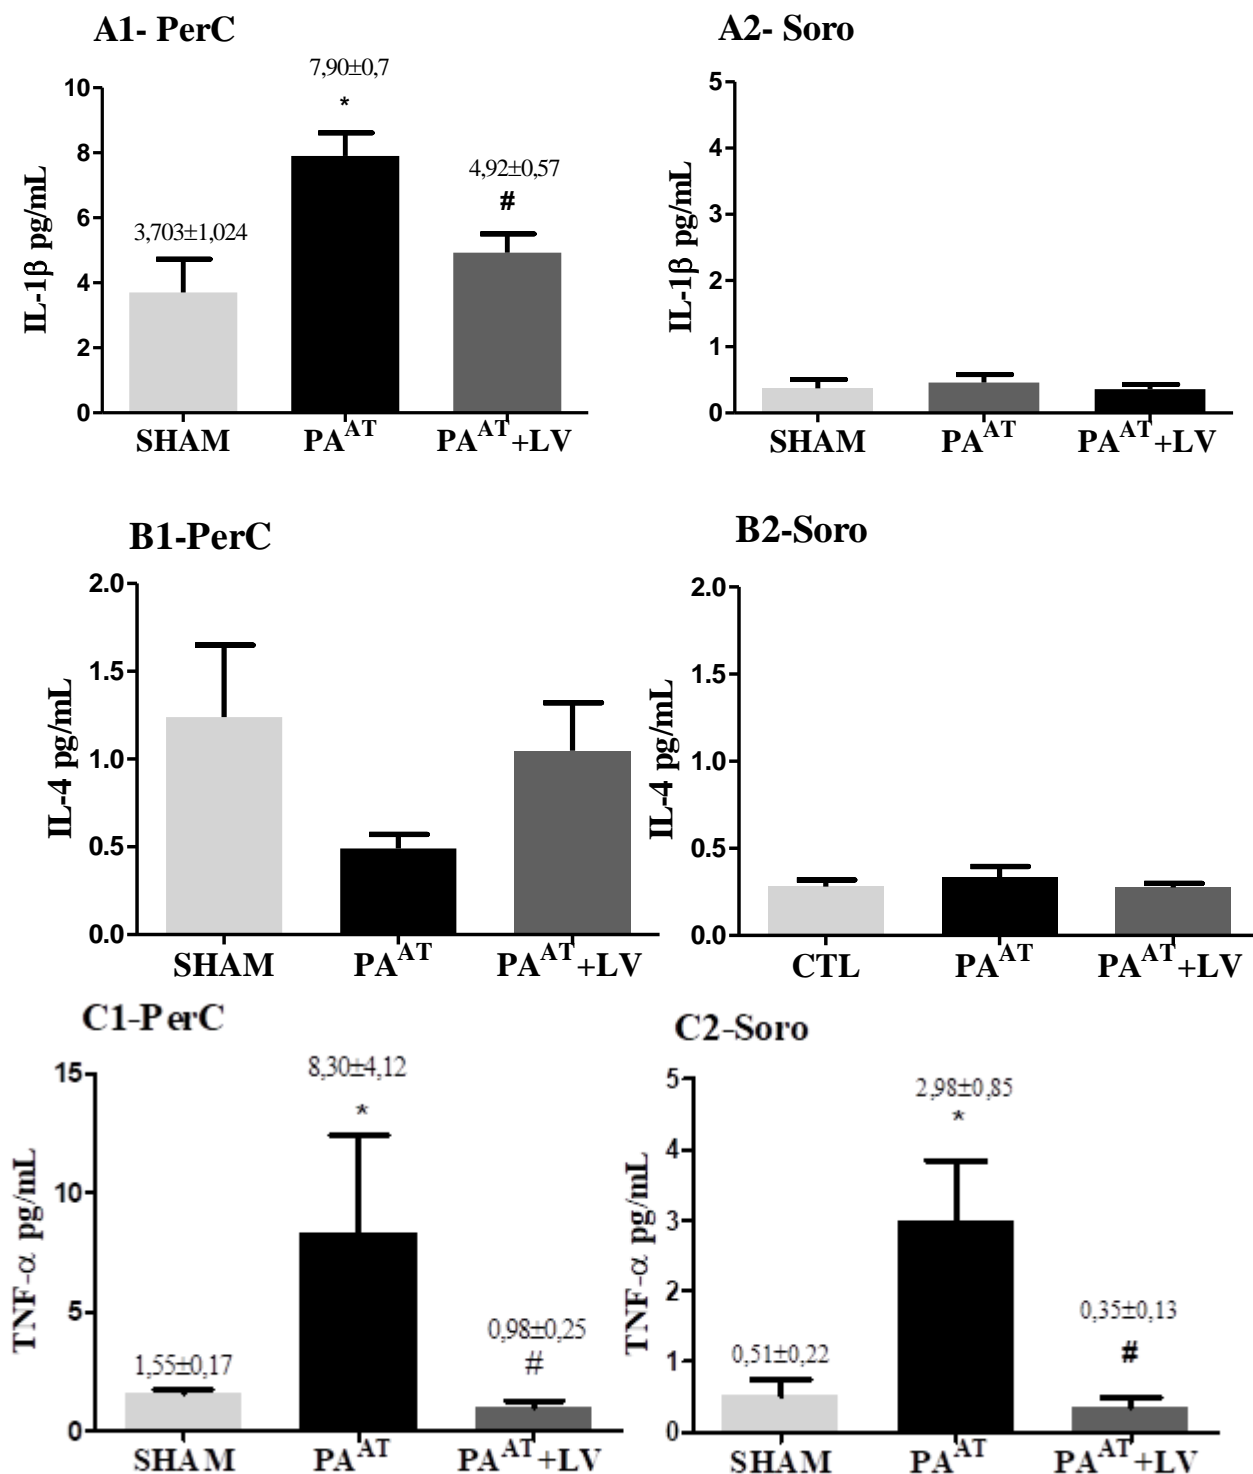 A1- PerC
7,90±0,7
*
4,92±0,57
#
3,703±1,024
IL-1β pg/mL
10
8
6
4
2
0
SHAM
PA^AT
PA^AT+LV
A2- Soro
IL-1β pg/mL
5
4
3
2
1
0
SHAM
PA^AT
PA^AT+LV
B1-PerC
IL-4 pg/mL
2.0
1.5
1.0
0.5
0.0
SHAM
PA^AT
PA^AT+LV
B2-Soro
IL-4 pg/mL
2.0
1.5
1.0
0.5
0.0
CTL
PA^AT
PA^AT+LV
C1-PerC
8,30±4,12
*
0,98±0,25
#
1,55±0,17
TNF-α pg/mL
15
10
5
0
SHAM
PA^AT
PA^AT+LV
C2-Soro
2,98±0,85
*
0,35±0,13
#
0,51±0,22
TNF-α pg/mL
5
4
3
2
1
0
SHAM
PA^AT
PA^AT+LV